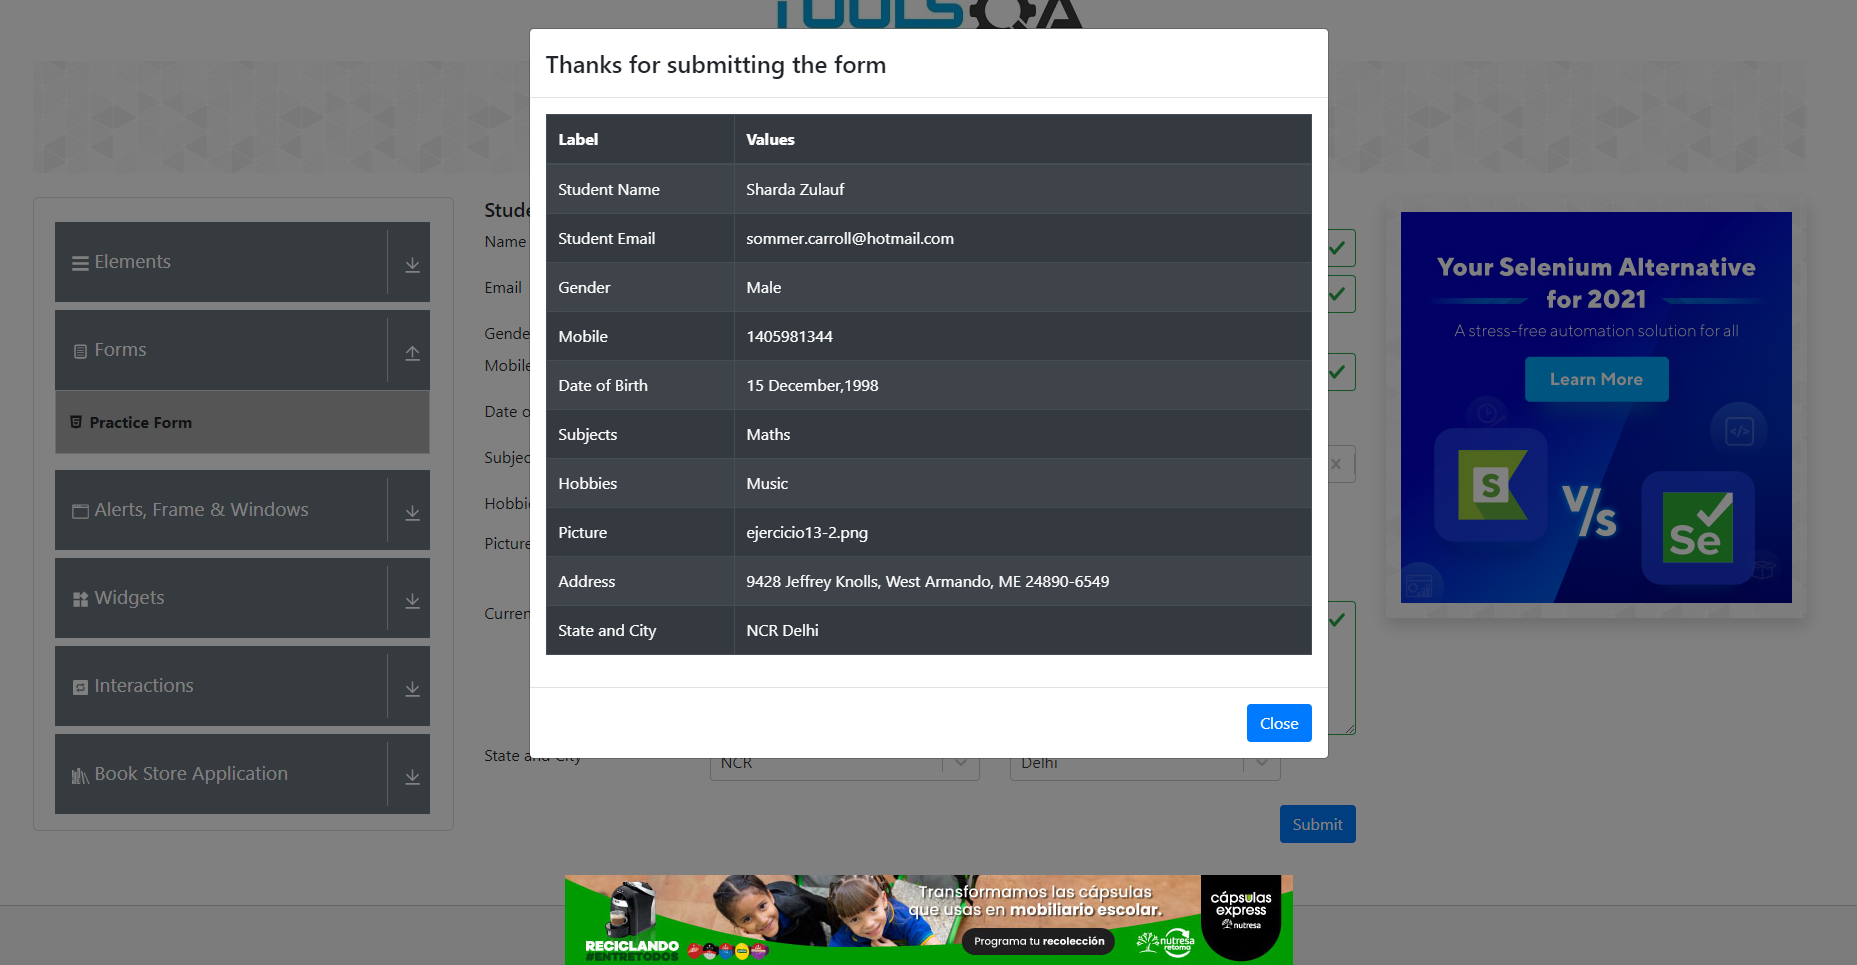 TOOLSQA
Thanks for submitting the form
Label Values
Student Name Sharda Zulauf
Student Email sommer.carroll@hotmail.com
Gender Male
Mobile 1405981344
Date of Birth 15 December,1998
Subjects Maths
Hobbies Music
Picture ejercicio13-2.png
Address 9428 Jeffrey Knolls, West Armando, ME 24890-6549
State and City NCR Delhi
Close
Elements
Forms
Practice Form
Alerts, Frame & Windows
Widgets
Interactions
Book Store Application
Stude
Name
Email
Gende
Mobile
Date o
Subjec
Hobbi
Picture
Curren
State and City
NCR
Delhi
Submit
Your Selenium Alternative
for 2021
A stress-free automation solution for all
Learn More
S
V/s
Se
RECICLANDO
#ENTRETODOS
Transformamos las cápsulas
que usas en mobiliario escolar.
Programa tu recolección
nutresa
retoma
cápsulas
express
nutresa